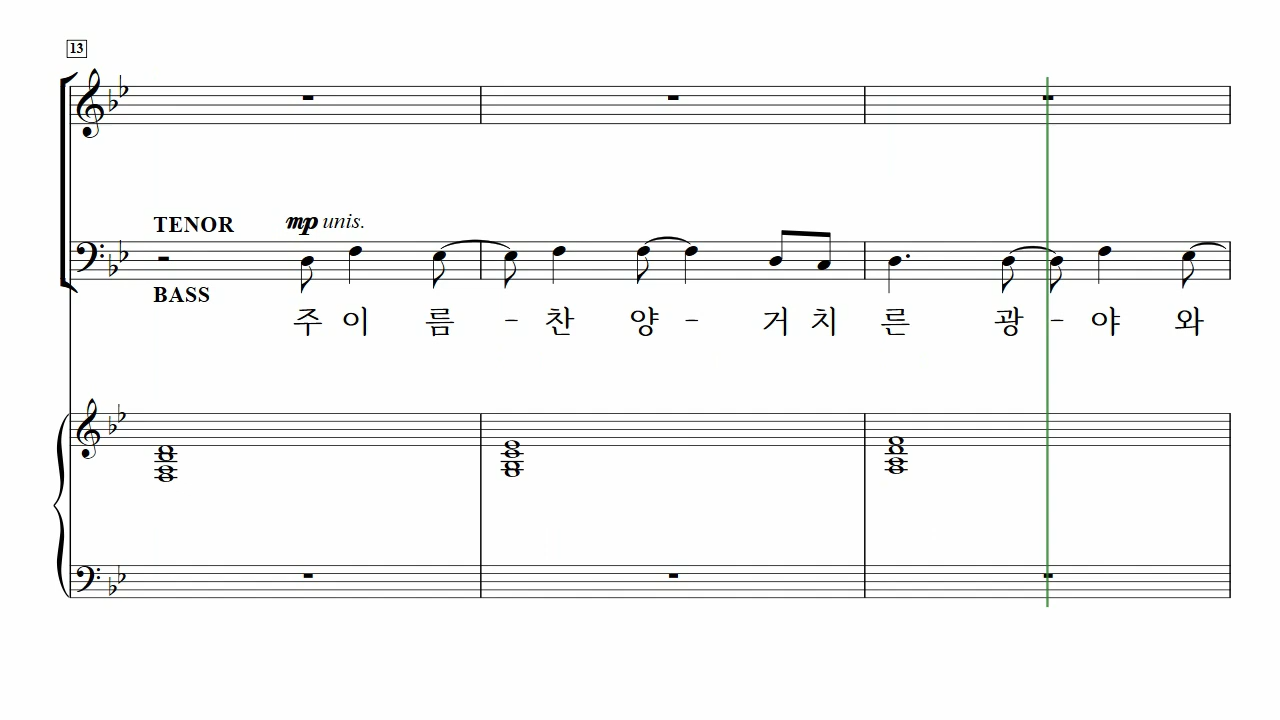 13
TENOR mp unis.
BASS
주 이 름 - 찬 양 - 거 치 른 광 - 야 와